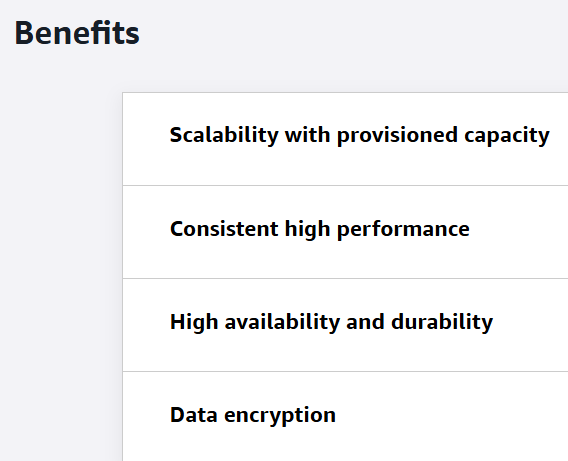 Benefits
Scalability with provisioned capacity
Consistent high performance
High availability and durability
Data encryption